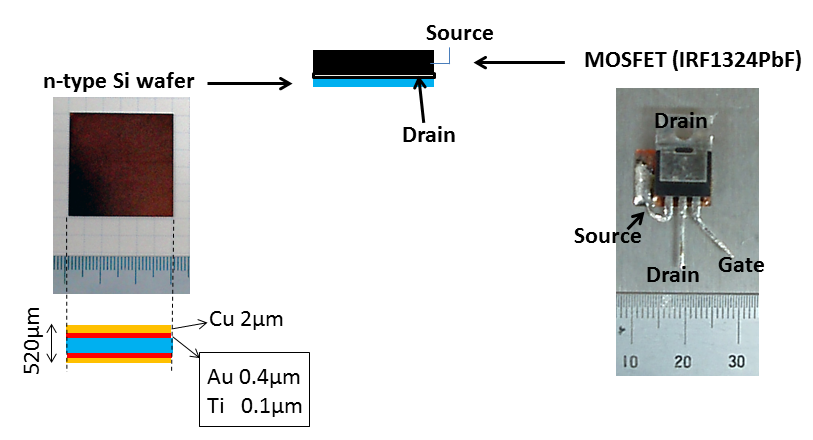 Source
n-type Si wafer
MOSFET (IRF1324PbF)
Drain
Drain
Source
Drain
Gate
520μm
Cu 2μm
Au 0.4μm
Ti 0.1μm
10 20 30